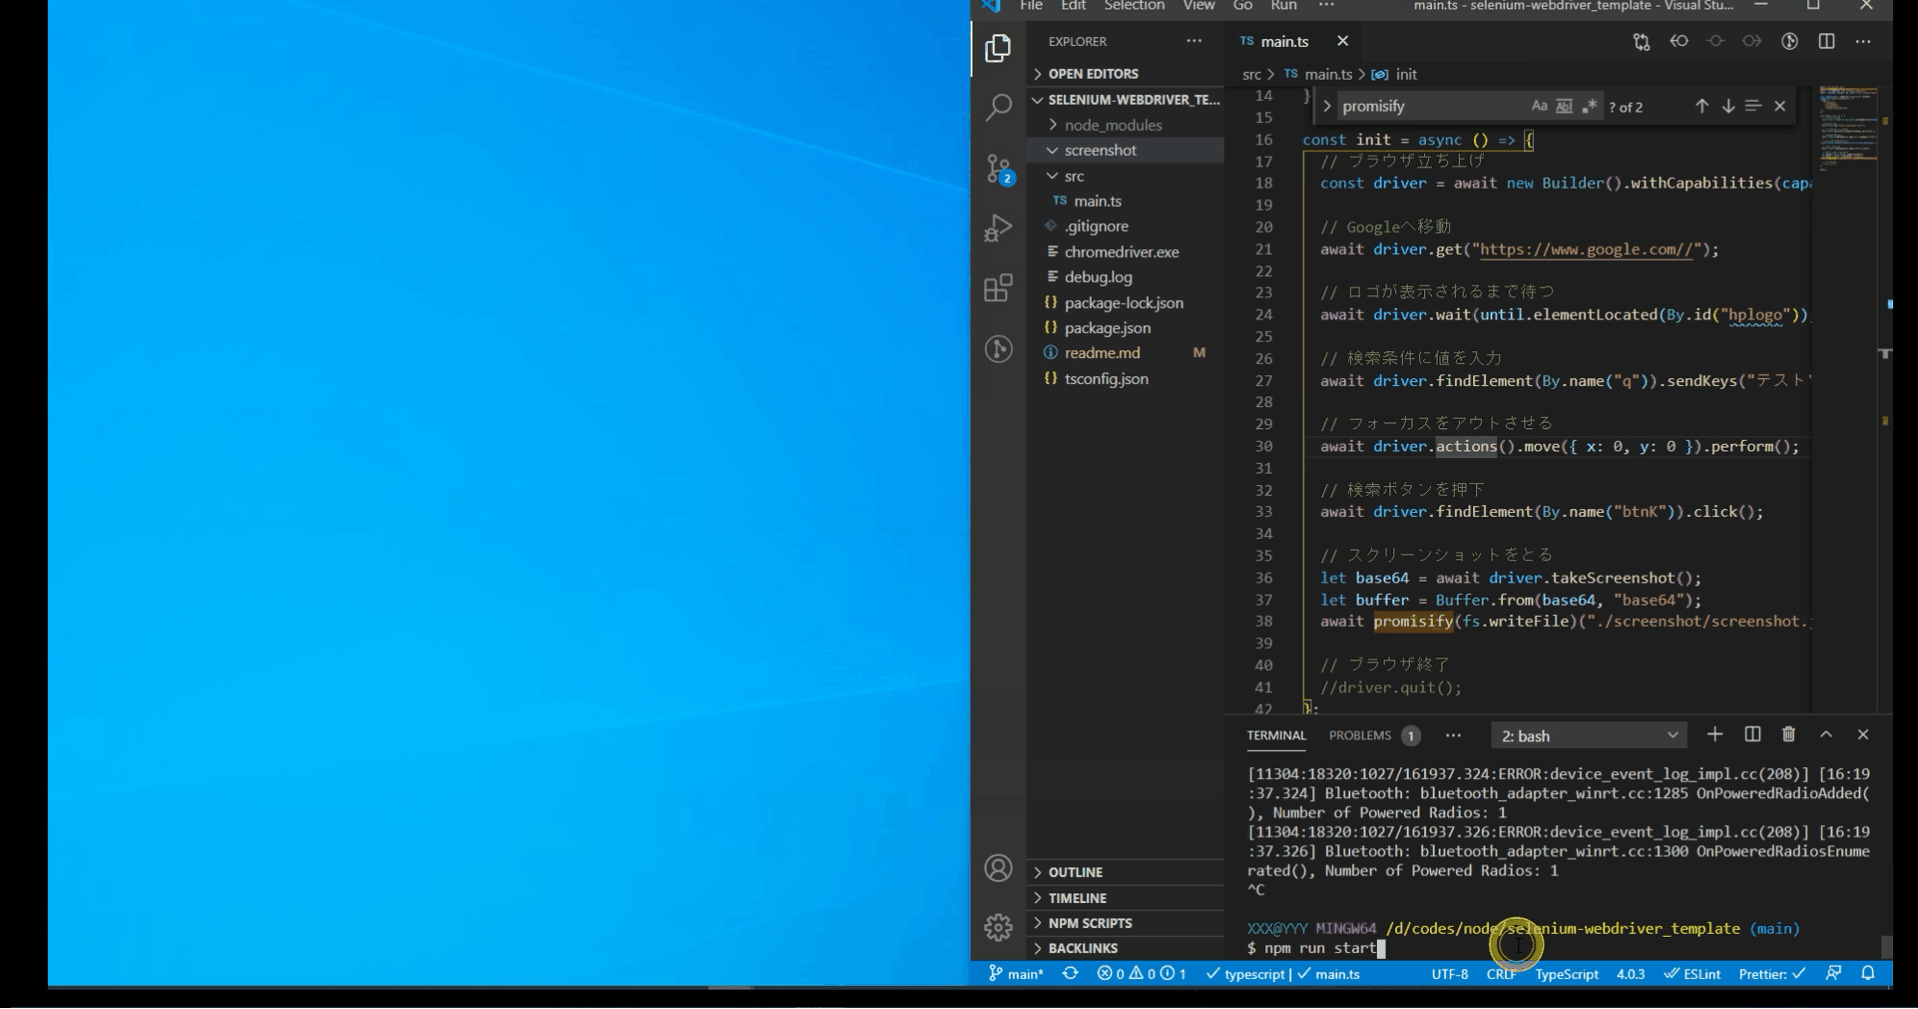 File Edit Selection View Go Run ··· main.ts - selenium-webdriver_template - Visual Stu...
EXPLORER ···
OPEN EDITORS
SELENIUM-WEBDRIVER_TE...
node_modules
screenshot
src
TS main.ts
.gitignore
chromedriver.exe
debug.log
{} package-lock.json
{} package.json
readme.md M
{} tsconfig.json
OUTLINE
TIMELINE
NPM SCRIPTS
BACKLINKS
2
TS main.ts
src > TS main.ts > init
promisify Aa Abl .* ? of 2
14 }
15
16 const init = async () => {
17 // ブラウザ立ち上げ
18 const driver = await new Builder().withCapabilities(capa
19
20 // Googleへ移動
21 await driver.get("https://www.google.com//");
22
23 // ロゴが表示されるまで待つ
24 await driver.wait(until.elementLocated(By.id("hplogo"))
25
26 // 検索条件に値を入力
27 await driver.findElement(By.name("q")).sendKeys("テスト"
28
29 // フォーカスをアウトさせる
30 await driver.actions().move({ x: 0, y: 0 }).perform();
31
32 // 検索ボタンを押下
33 await driver.findElement(By.name("btnK")).click();
34
35 // スクリーンショットをとる
36 let base64 = await driver.takeScreenshot();
37 let buffer = Buffer.from(base64, "base64");
38 await promisify(fs.writeFile)("./screenshot/screenshot.j
39
40 // ブラウザ終了
41 //driver.quit();
42 };
TERMINAL PROBLEMS 1 ··· 2: bash
[11304:18320:1027/161937.324:ERROR:device_event_log_impl.cc(208)] [16:19
:37.324] Bluetooth: bluetooth_adapter_winrt.cc:1285 OnPoweredRadioAdded(
), Number of Powered Radios: 1
[11304:18320:1027/161937.326:ERROR:device_event_log_impl.cc(208)] [16:19
:37.326] Bluetooth: bluetooth_adapter_winrt.cc:1300 OnPoweredRadiosEnume
rated(), Number of Powered Radios: 1
^C
XXX@YYY MINGW64 /d/codes/node/selenium-webdriver_template (main)
$ npm run start
main* 0 0 1 typescript | main.ts UTF-8 CRLF TypeScript 4.0.3 ESLint Prettier: ✓